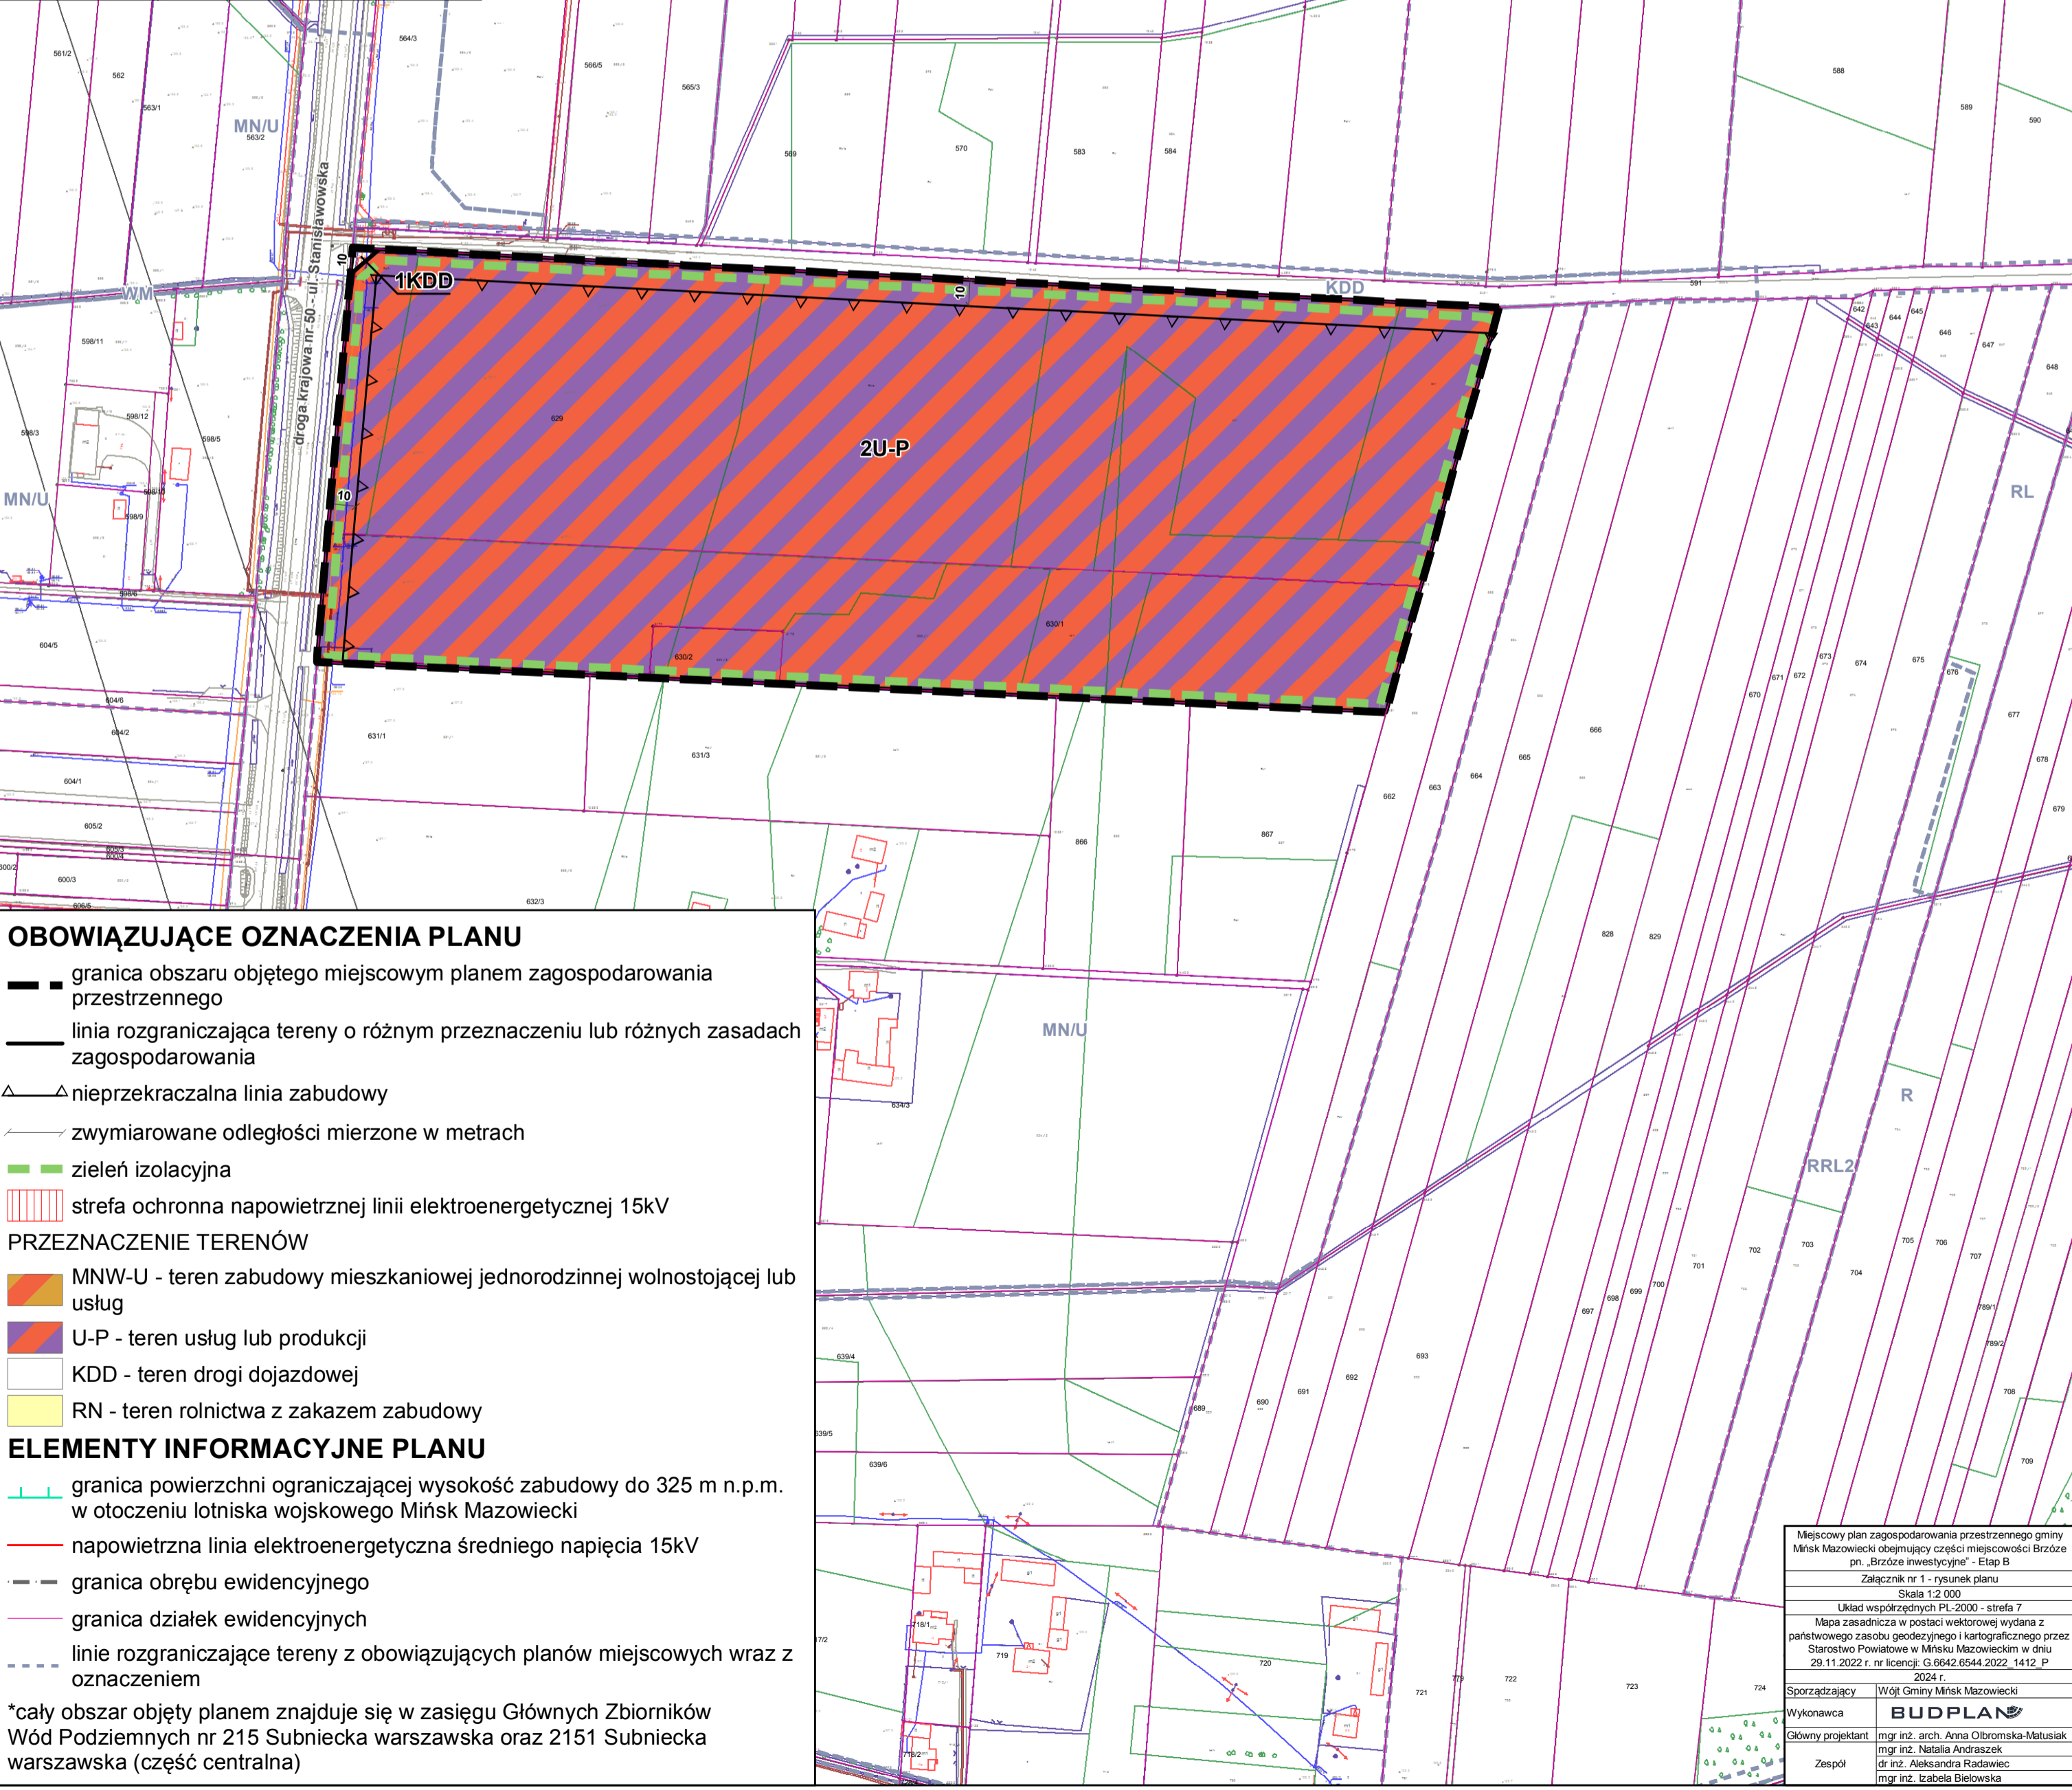 561/2
562
563/1
MN/U
563/2
564/3
566/5
565/3
569
570
583
584
588
589
590
droga krajowa nr 50 - ul. Stanisławowska
10
1KDD
10
KDD
591
WM
598/11
598/12
598/3
598/5
598/10
598/9
MN/U
10
629
2U-P
642
643
644
645
646
647
648
RL
598/6
604/5
630/1
630/2
604/6
604/2
604/1
605/2
605/3
600/4
600/2
600/3
606/5
631/1
631/3
632/3
866
867
662
663
664
665
666
670
671
672
673
674
675
676
677
678
679
828
829
MN/U
634/3
R
RRL2
639/4
639/5
639/6
689
690
691
692
693
697
698
699
700
701
702
703
704
705
706
707
789/1
789/2
708
709
718/1
718/2
719
720
721
779
722
723
724
OBOWIĄZUJĄCE OZNACZENIA PLANU
granica obszaru objętego miejscowym planem zagospodarowania
przestrzennego
linia rozgraniczająca tereny o różnym przeznaczeniu lub różnych zasadach
zagospodarowania
nieprzekraczalna linia zabudowy
zwymiarowane odległości mierzone w metrach
zieleń izolacyjna
strefa ochronna napowietrznej linii elektroenergetycznej 15kV
PRZEZNACZENIE TERENÓW
MNW-U - teren zabudowy mieszkaniowej jednorodzinnej wolnostojącej lub
usług
U-P - teren usług lub produkcji
KDD - teren drogi dojazdowej
RN - teren rolnictwa z zakazem zabudowy
ELEMENTY INFORMACYJNE PLANU
granica powierzchni ograniczającej wysokość zabudowy do 325 m n.p.m.
w otoczeniu lotniska wojskowego Mińsk Mazowiecki
napowietrzna linia elektroenergetyczna średniego napięcia 15kV
granica obrębu ewidencyjnego
granica działek ewidencyjnych
linie rozgraniczające tereny z obowiązujących planów miejscowych wraz z
oznaczeniem
*cały obszar objęty planem znajduje się w zasięgu Głównych Zbiorników
Wód Podziemnych nr 215 Subniecka warszawska oraz 2151 Subniecka
warszawska (część centralna)
Miejscowy plan zagospodarowania przestrzennego gminy
Mińsk Mazowiecki obejmujący części miejscowości Brzóze
pn. „Brzóze inwestycyjne" - Etap B
Załącznik nr 1 - rysunek planu
Skala 1:2 000
Układ współrzędnych PL-2000 - strefa 7
Mapa zasadnicza w postaci wektorowej wydana z
państwowego zasobu geodezyjnego i kartograficznego przez
Starostwo Powiatowe w Mińsku Mazowieckim w dniu
29.11.2022 r. nr licencji: G.6642.6544.2022_1412_P
2024 r.
Sporządzający Wójt Gminy Mińsk Mazowiecki
Wykonawca BUDPLAN
Główny projektant mgr inż. arch. Anna Olbromska-Matusiak
Zespół mgr inż. Natalia Andraszek
dr inż. Aleksandra Radawiec
mgr inż. Izabela Bielowska